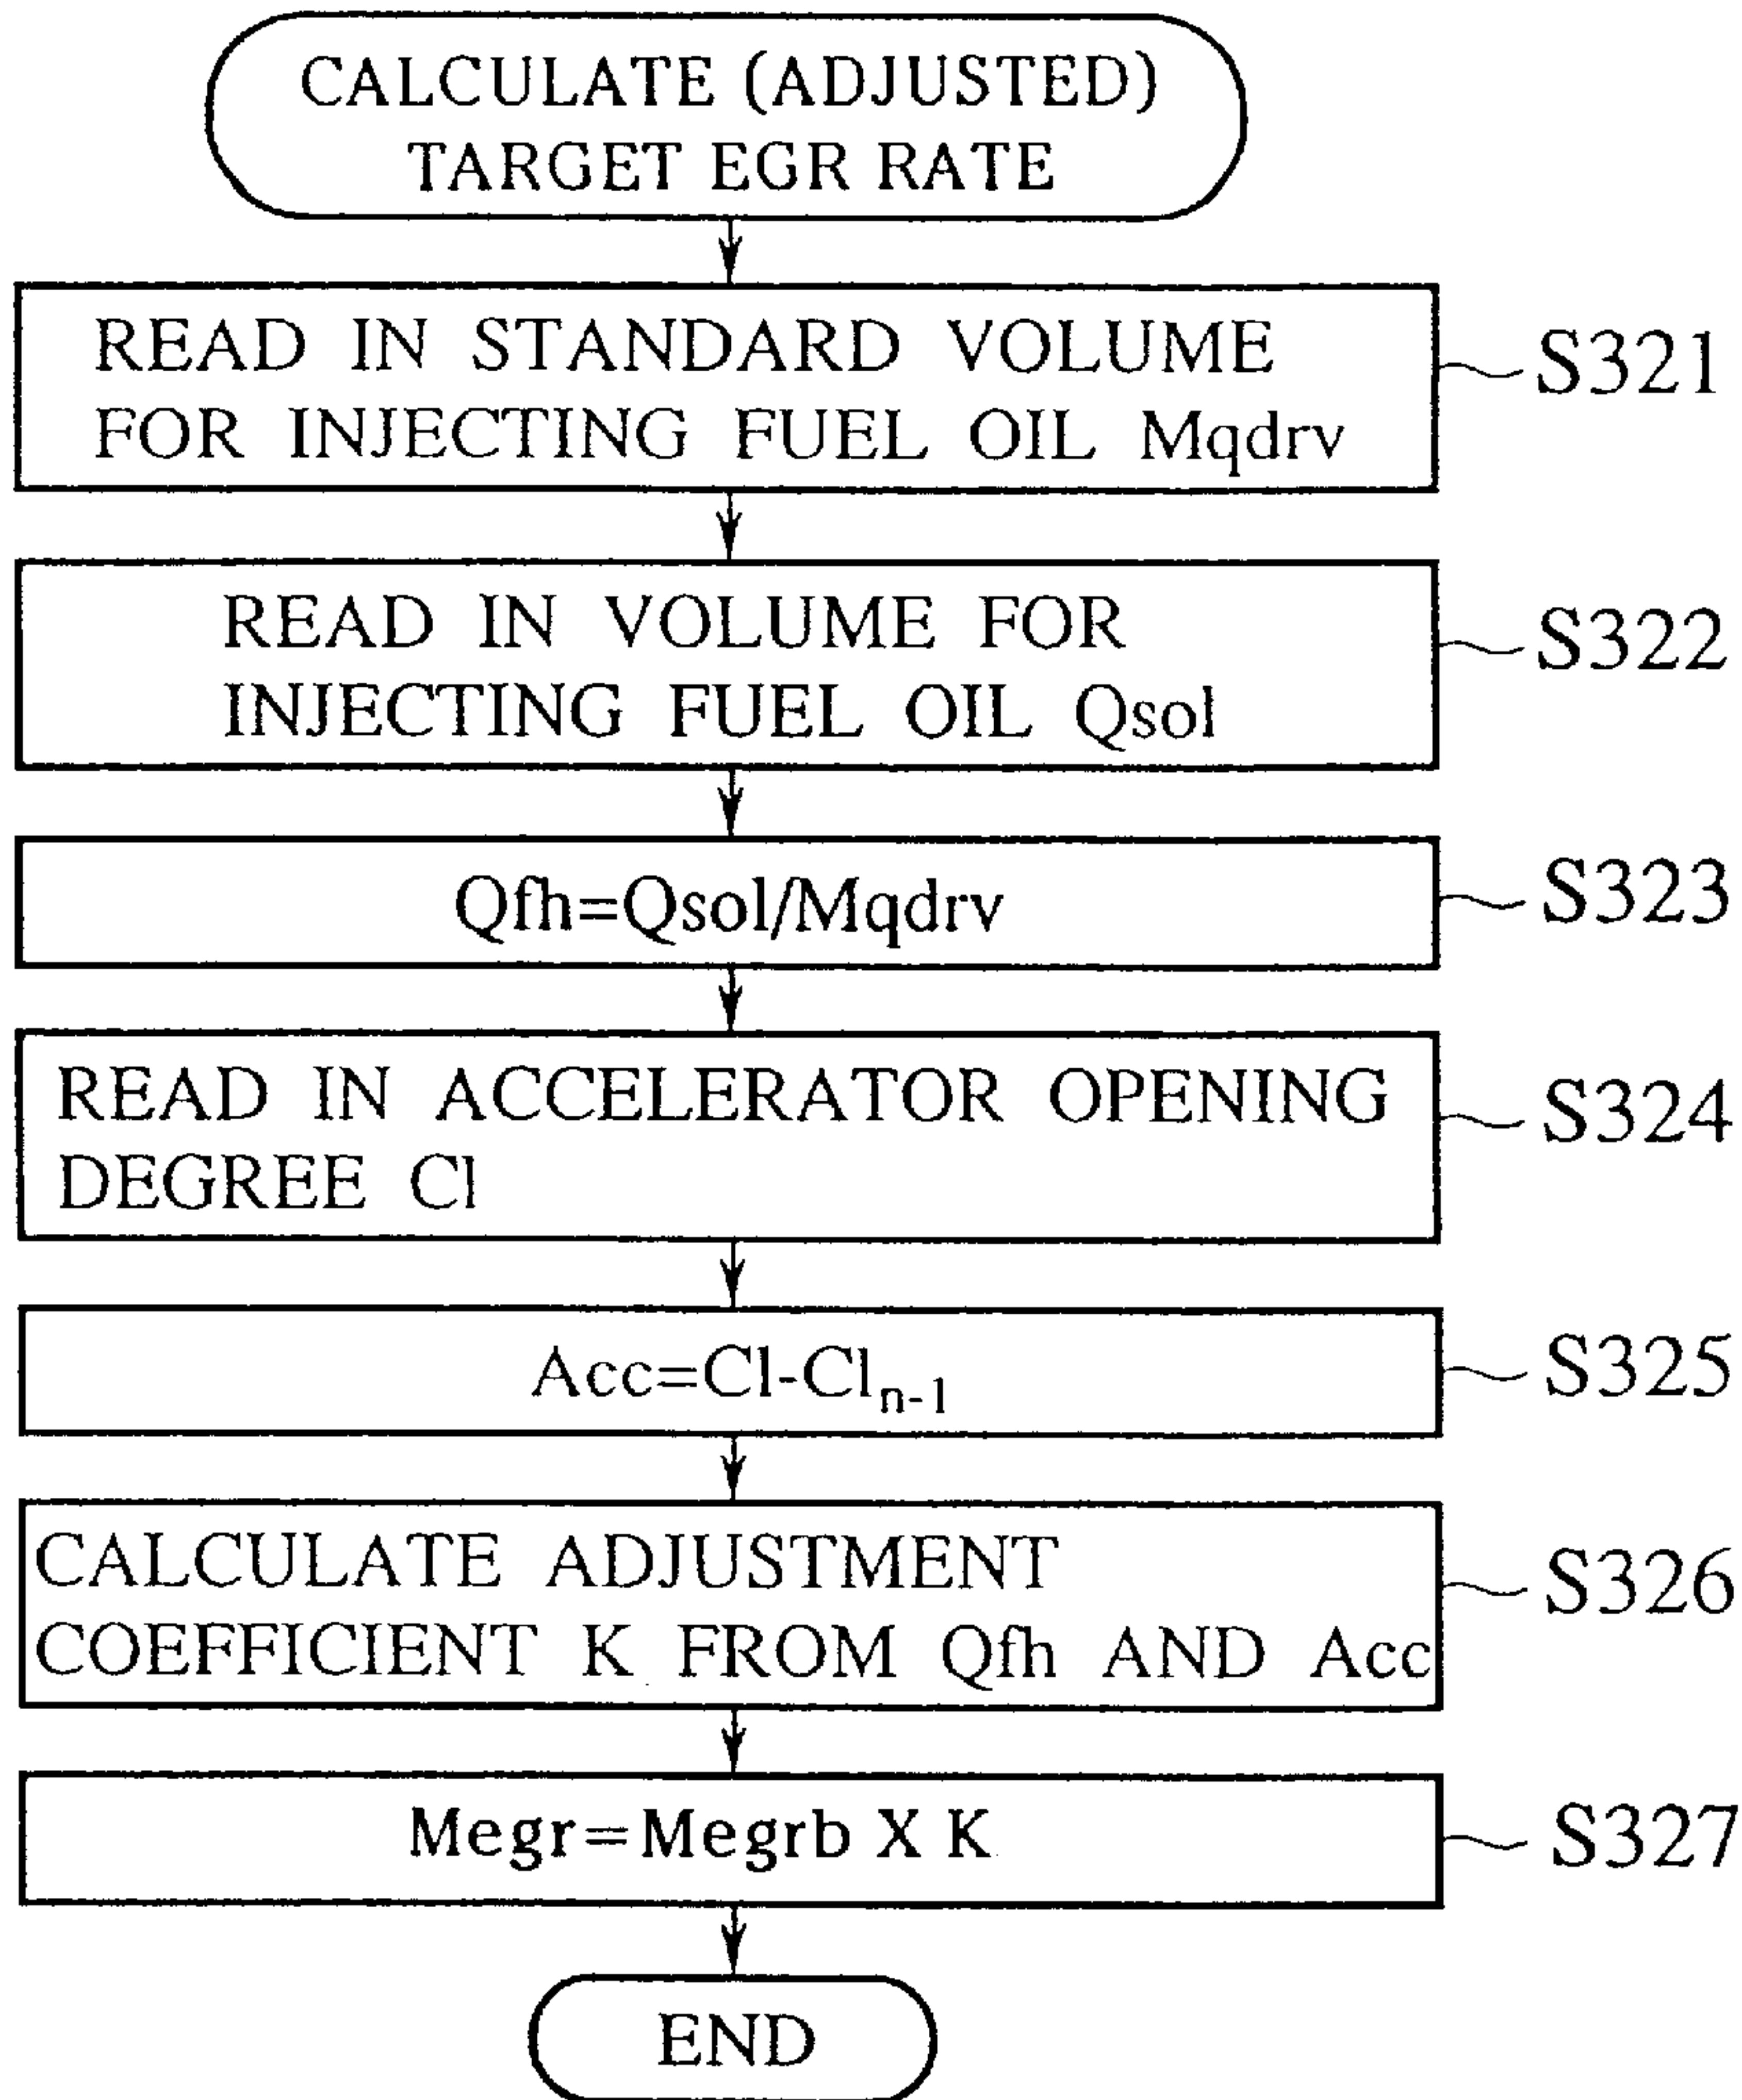 CALCULATE (ADJUSTED)
TARGET EGR RATE
READ IN STANDARD VOLUME
FOR INJECTING FUEL OIL Mqdrv
S321
READ IN VOLUME FOR
INJECTING FUEL OIL Qsol
S322
Qfh=Qsol/Mqdrv
S323
READ IN ACCELERATOR OPENING
DEGREE Cl
S324
Acc=Cl-Cln-1
S325
CALCULATE ADJUSTMENT
COEFFICIENT K FROM Qfh AND Acc
S326
Megr=Megrb X K
S327
END